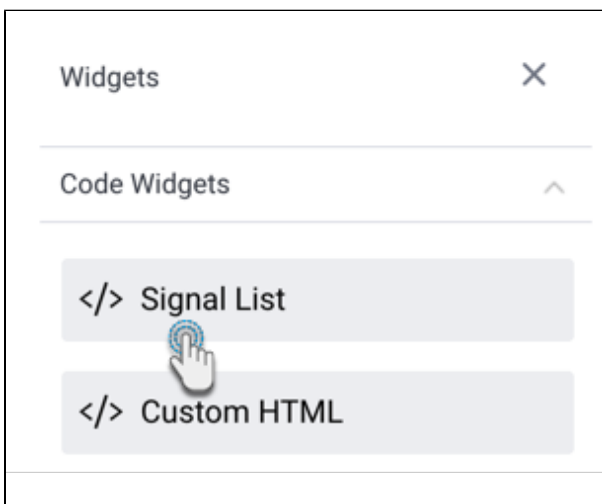 Widgets
Code Widgets
</> Signal List
</> Custom HTML